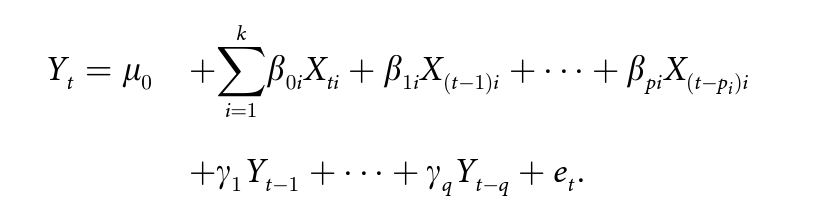 Y_t = μ_0 + \sum_{i=1}^{k} β_{0i} X_{ti} + β_{1i} X_{(t−1)i} + ⋯ + β_{pi} X_{(t−p_i)i}
+ γ_1 Y_{t−1} + ⋯ + γ_q Y_{t−q} + e_t.